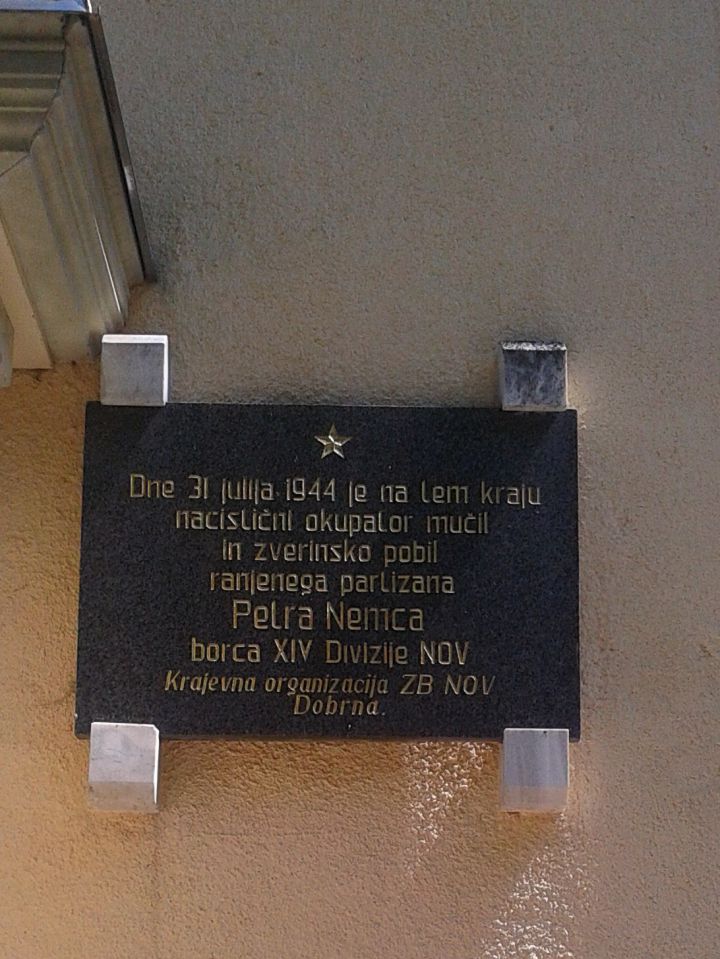 Dne 31 julija 1944 je na tem kraju
nacistični okupator mučil
in zverinsko pobil
ranjenega partizana
Petra Nemca
borca XIV Divizije NOV
Krajevna organizacija ZB NOV
Dobrna.